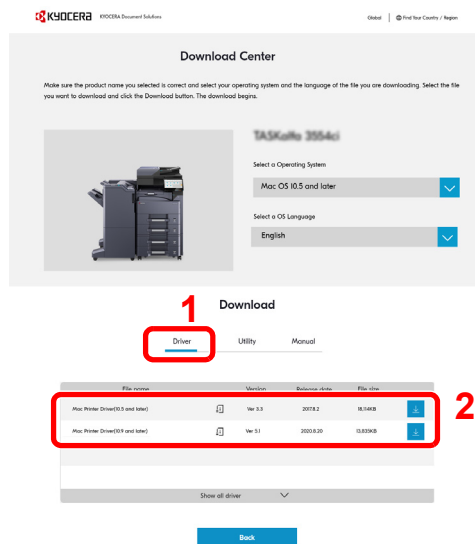 KYOCERA KYOCERA Document Solutions Global Find Your Country / Region
Download Center
Make sure the product name you selected is correct and select your operating system and the language of the file you are downloading. Select the file
you want to download and click the Download button. The download begins.
TASKalfa 3554ci
Select a Operating System
Mac OS 10.5 and later
Select a OS Language
English
1
Download
Driver Utility Manual
File name Version Release date File size
Mac Printer Driver(10.5 and later) Ver 3.3 2017.8.2 18,114KB
2
Mac Printer Driver(10.9 and later) Ver 5.1 2020.8.20 13,835KB
Show all driver
Back